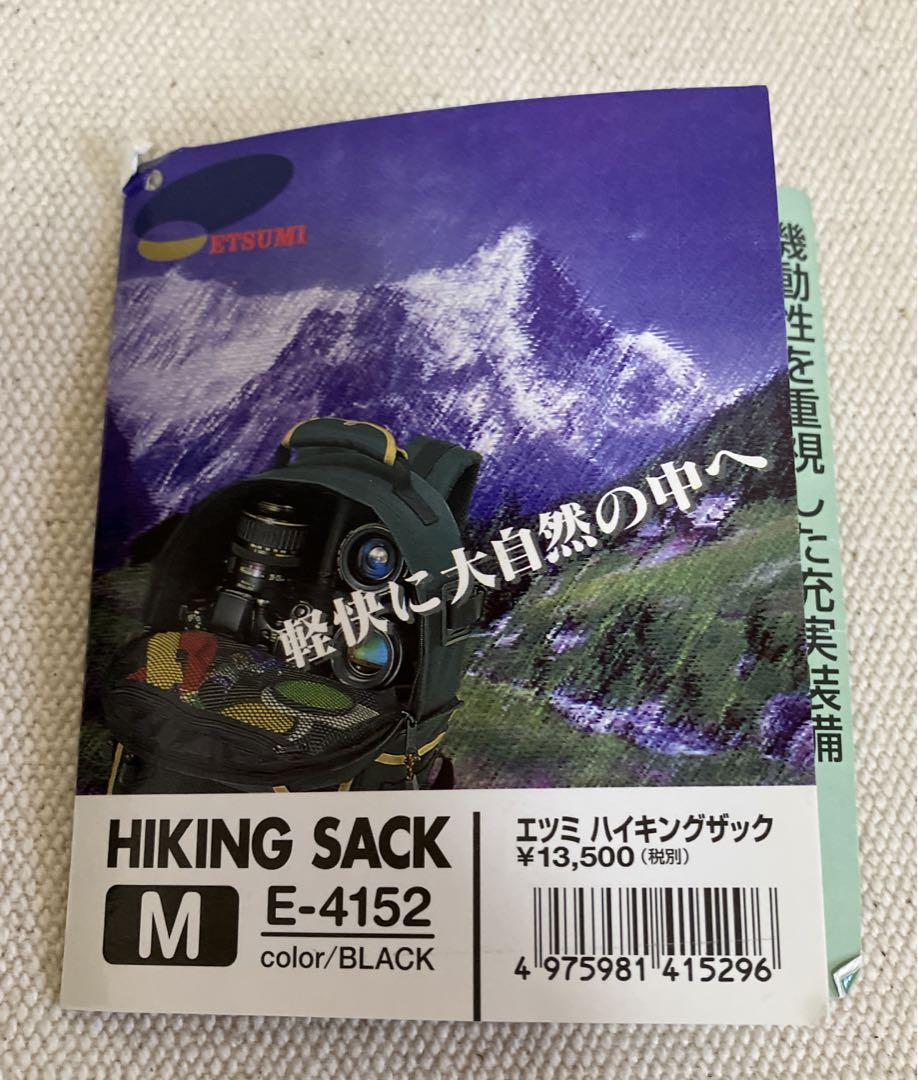 ETSUMI
軽快に大自然の中へ
機動性を重視した充実装備
HIKING SACK
M
E-4152
color/BLACK
エツミ ハイキングザック
¥13,500(税別)
4 975981 415296